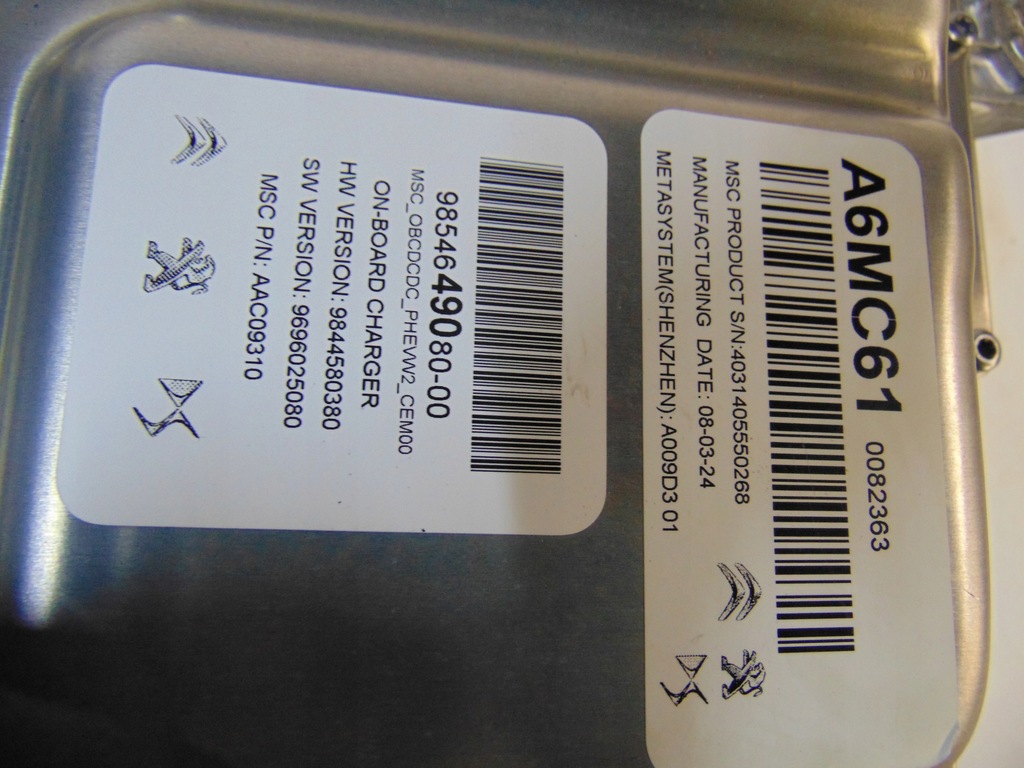 A6MC61 0082363
MSC PRODUCT S/N:4031405550268
MANUFACTURING DATE: 08-03-24
METASYSTEM(SHENZHEN): A009D3 01
9854649080-00
MSC_OBCDCDC_PHEVW2_CEM00
ON-BOARD CHARGER
HW VERSION: 9844580380
SW VERSION: 9696025080
MSC P/N: AAC09310